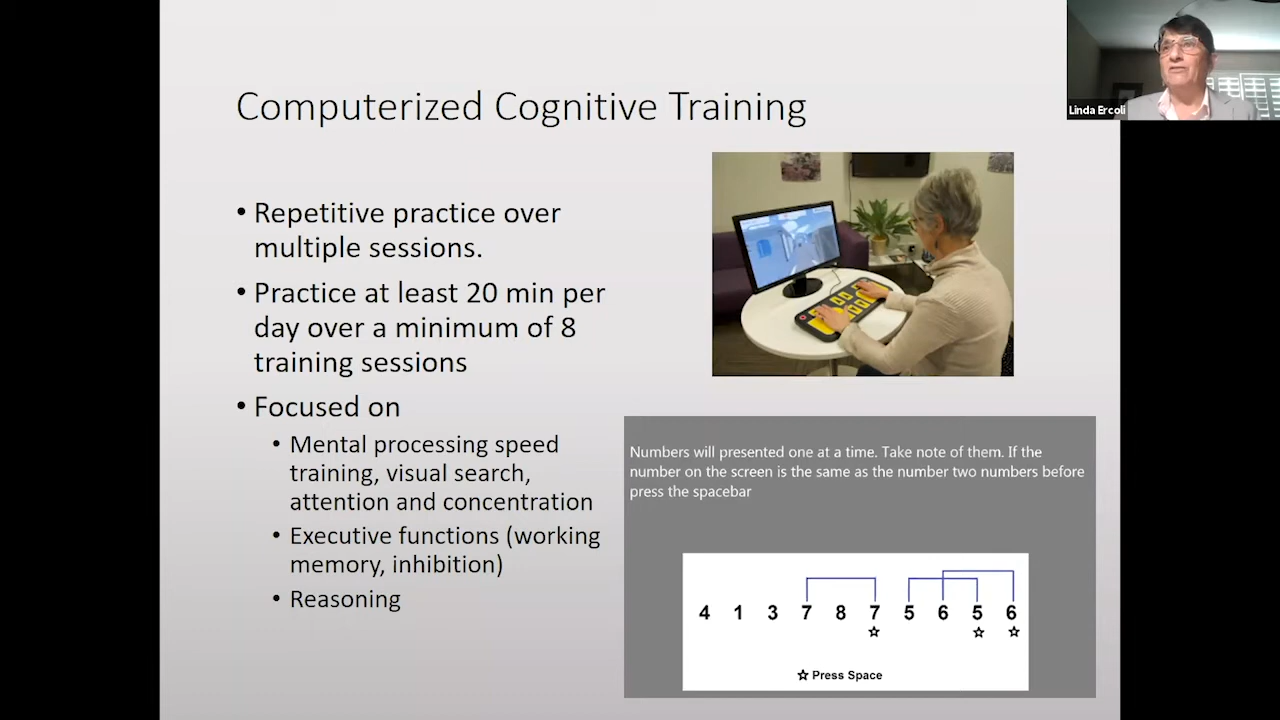 Computerized Cognitive Training
Linda Ercoli
• Repetitive practice over
multiple sessions.
• Practice at least 20 min per
day over a minimum of 8
training sessions
• Focused on
• Mental processing speed
training, visual search,
attention and concentration
• Executive functions (working
memory, inhibition)
• Reasoning
Numbers will presented one at a time. Take note of them. If the
number on the screen is the same as the number two numbers before
press the spacebar
4 1 3 7 8 7 5 6 5 6
☆ ☆ ☆
☆ Press Space